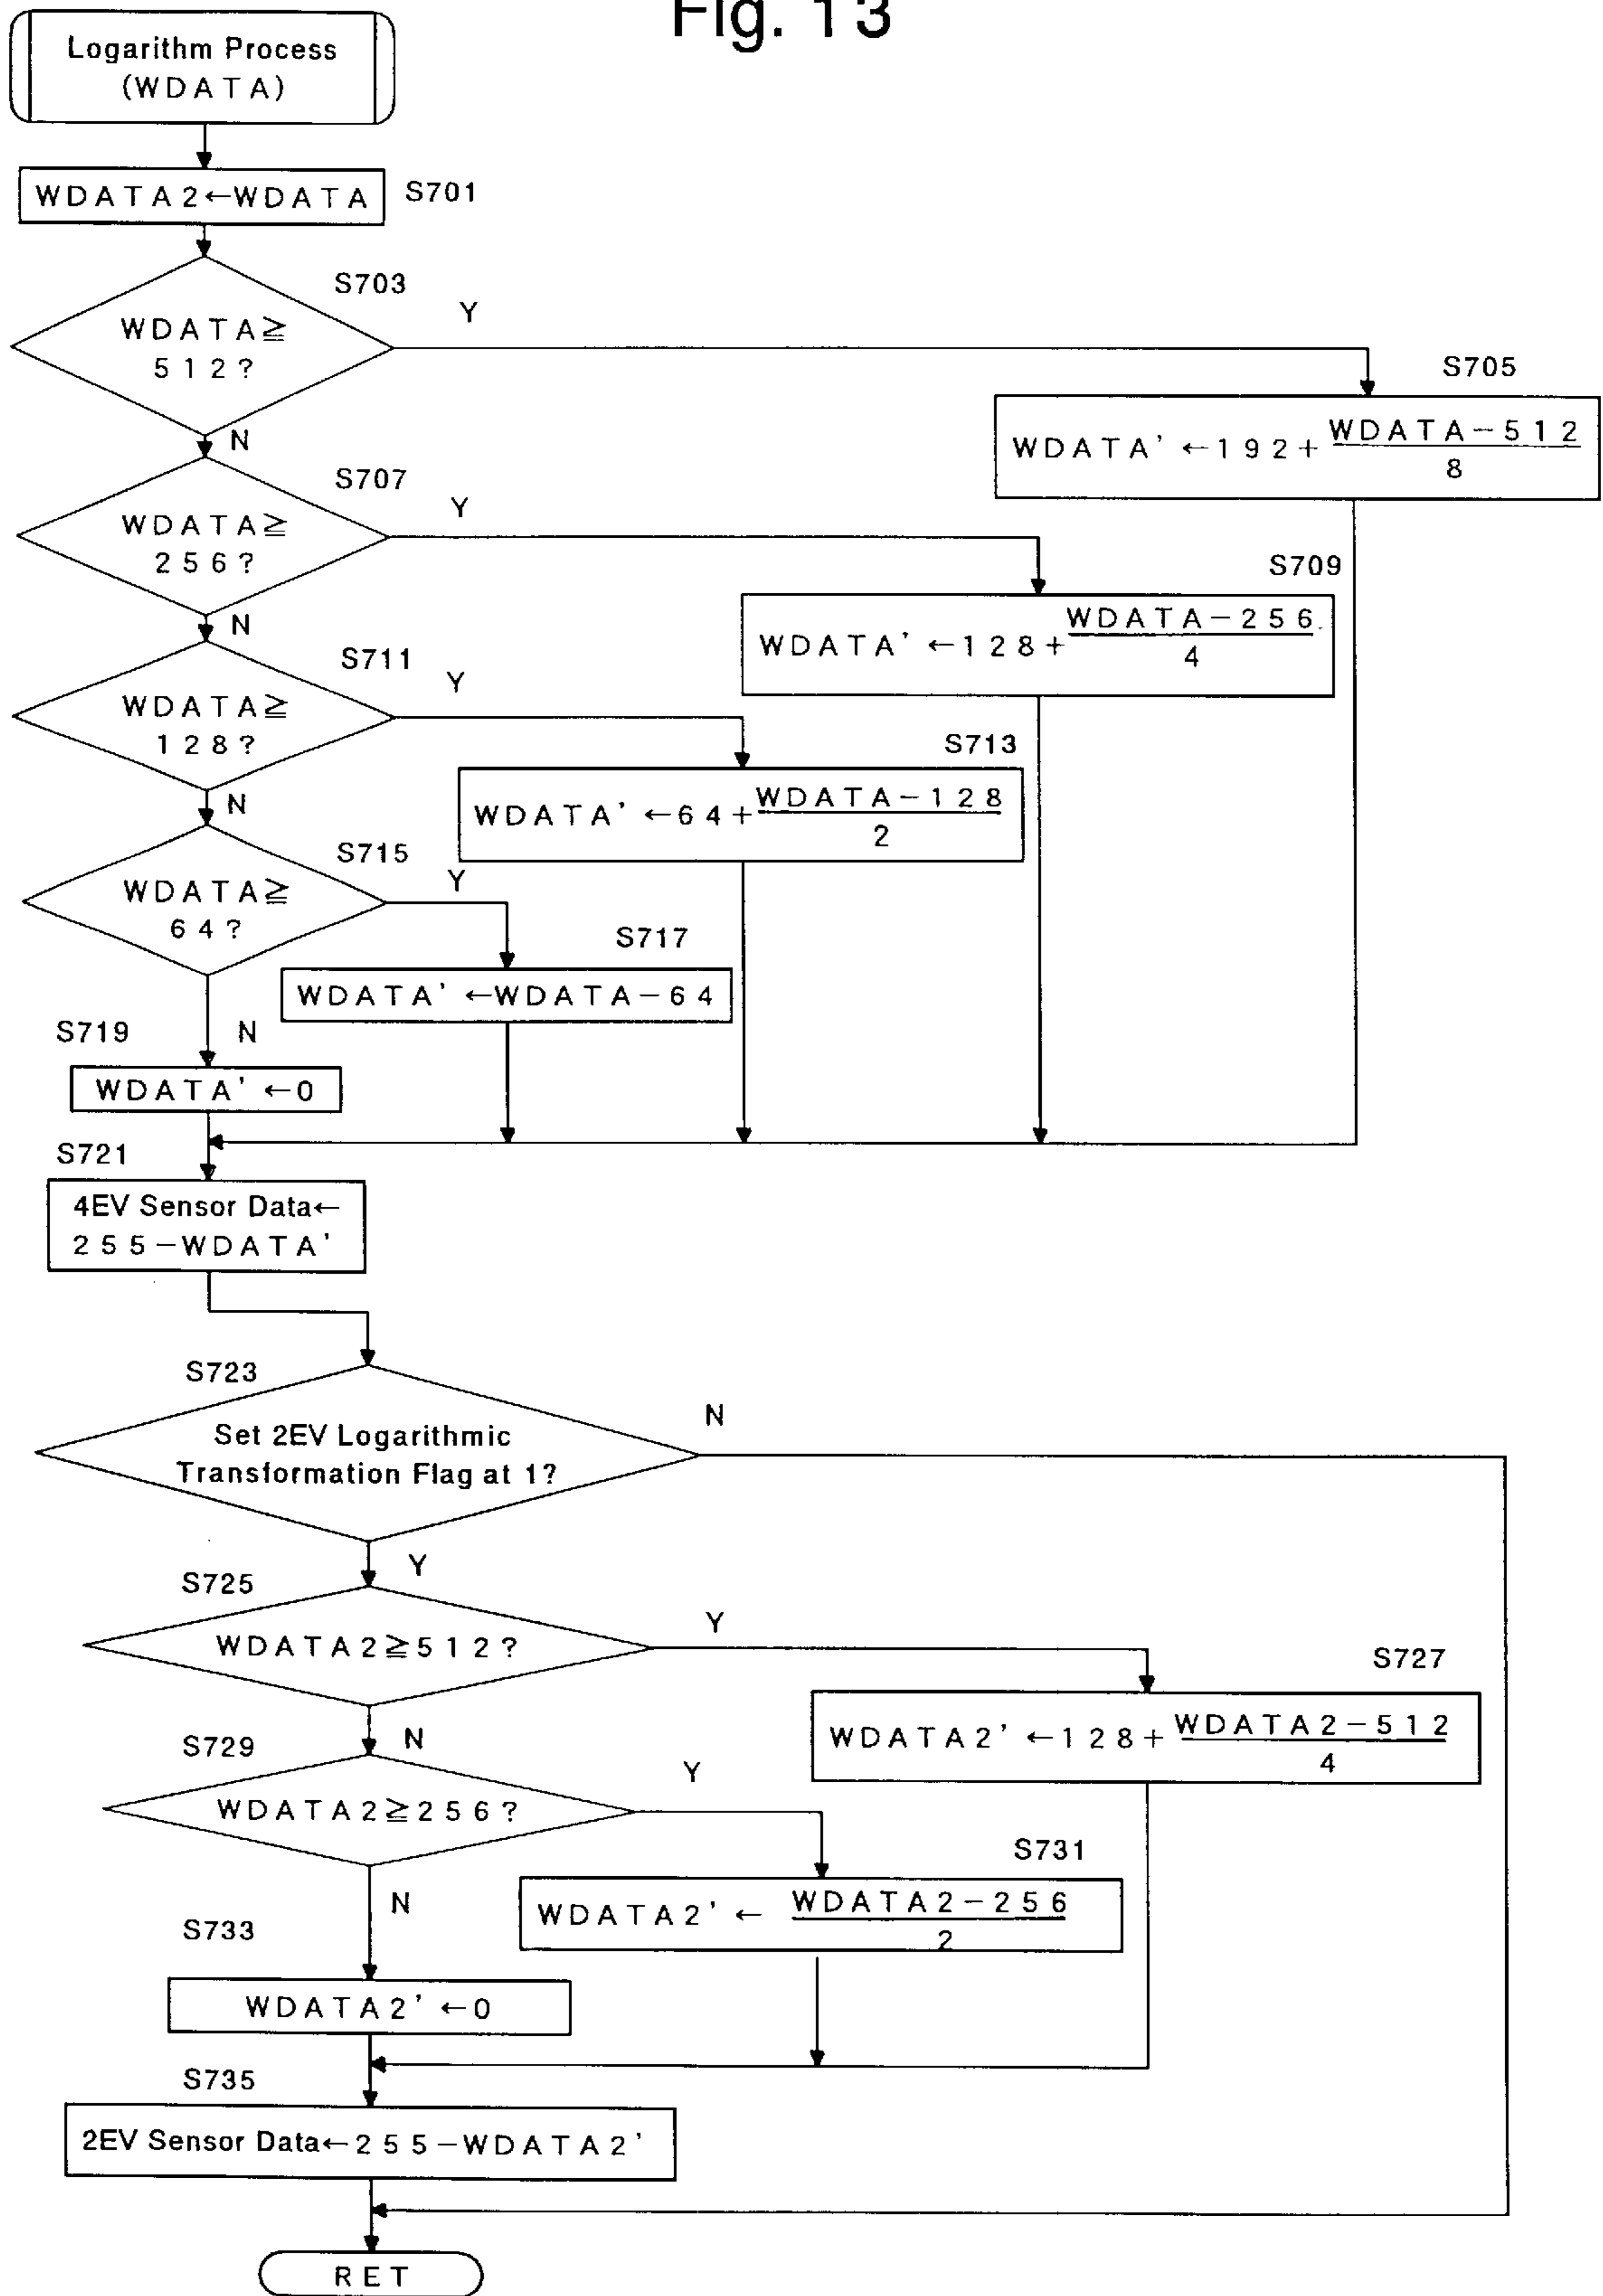 Fig. 13
Logarithm Process
(WDATA)
WDATA2←WDATA
S701
S703
Y
WDATA≧
512?
N
S705
WDATA' ←192+ WDATA-512
8
S707
Y
WDATA≧
256?
N
S709
WDATA' ←128+ WDATA-256
4
S711
Y
WDATA≧
128?
N
S713
WDATA' ←64+ WDATA-128
2
S715
Y
WDATA≧
64?
S717
WDATA' ←WDATA-64
S719
N
WDATA' ←0
S721
4EV Sensor Data←
255-WDATA'
S723
N
Set 2EV Logarithmic
Transformation Flag at 1?
Y
S725
Y
WDATA2≧512?
S727
WDATA2' ←128+ WDATA2-512
4
N
S729
Y
WDATA2≧256?
S731
WDATA2' ← WDATA2-256
2
N
S733
WDATA2' ←0
S735
2EV Sensor Data←255-WDATA2'
RET